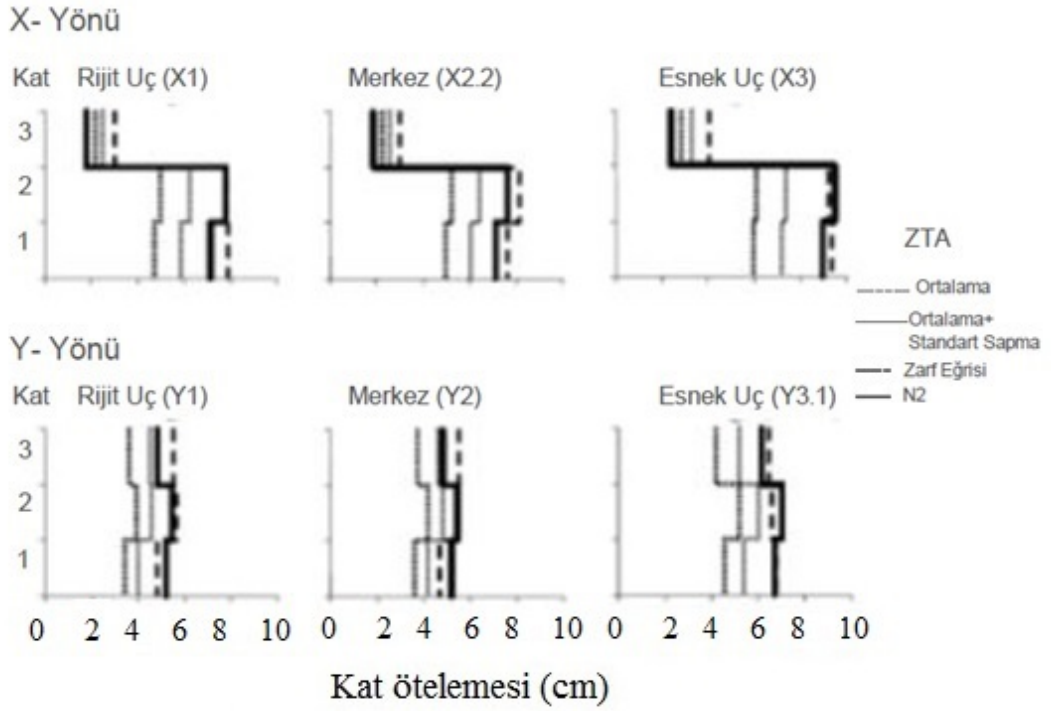 X- Yönü
Kat Rijit Uç (X1) Merkez (X2.2) Esnek Uç (X3)
3
2
1
ZTA
Ortalama
Ortalama+
Standart Sapma
Zarf Eğrisi
N2
Y- Yönü
Kat Rijit Uç (Y1) Merkez (Y2) Esnek Uç (Y3.1)
3
2
1
0 2 4 6 8 10 0 2 4 6 8 10 0 2 4 6 8 10
Kat ötelemesi (cm)